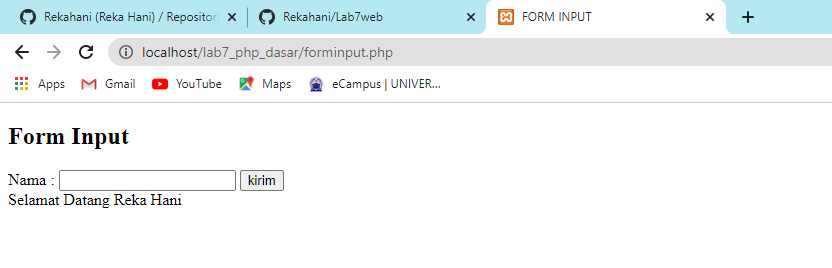 Rekahani (Reka Hani) / Repositor
Rekahani/Lab7web
FORM INPUT
localhost/lab7_php_dasar/forminput.php
Apps
Gmail
YouTube
Maps
eCampus | UNIVER...
Form Input
Nama :
kirim
Selamat Datang Reka Hani